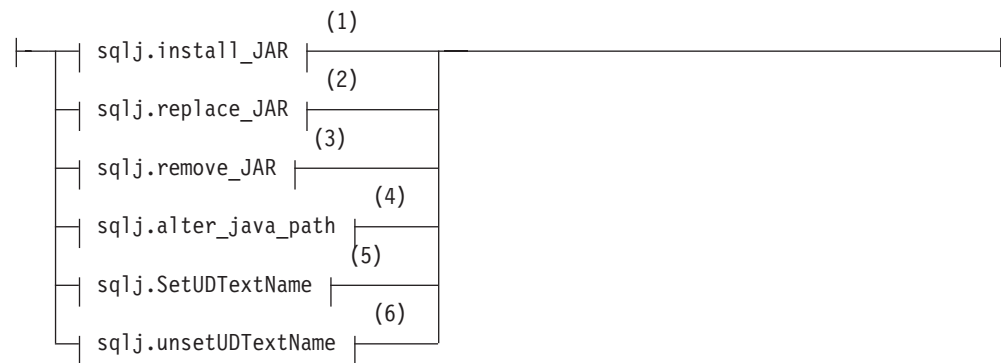 (1)
sqlj.install_JAR
(2)
sqlj.replace_JAR
(3)
sqlj.remove_JAR
(4)
sqlj.alter_java_path
(5)
sqlj.SetUDTextName
(6)
sqlj.unsetUDTextName